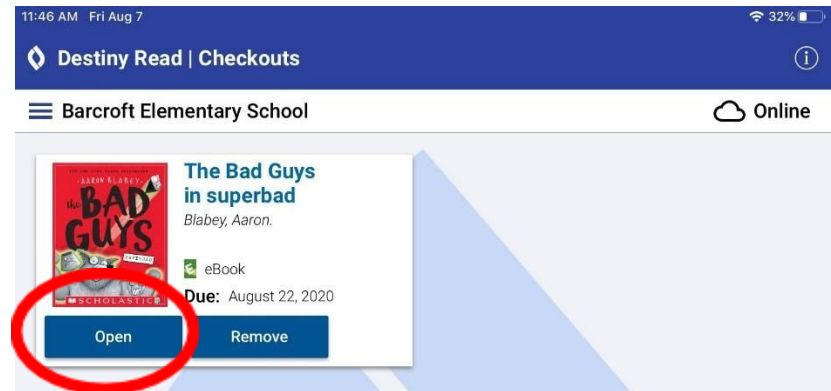 11:46 AM Fri Aug 7 32%
Destiny Read | Checkouts
Barcroft Elementary School Online
The Bad Guys
in superbad
Blabey, Aaron.
eBook
Due: August 22, 2020
AARON BLABEY
the
BAD
GUYS
SUPERBAD
SCHOLASTIC
Open Remove